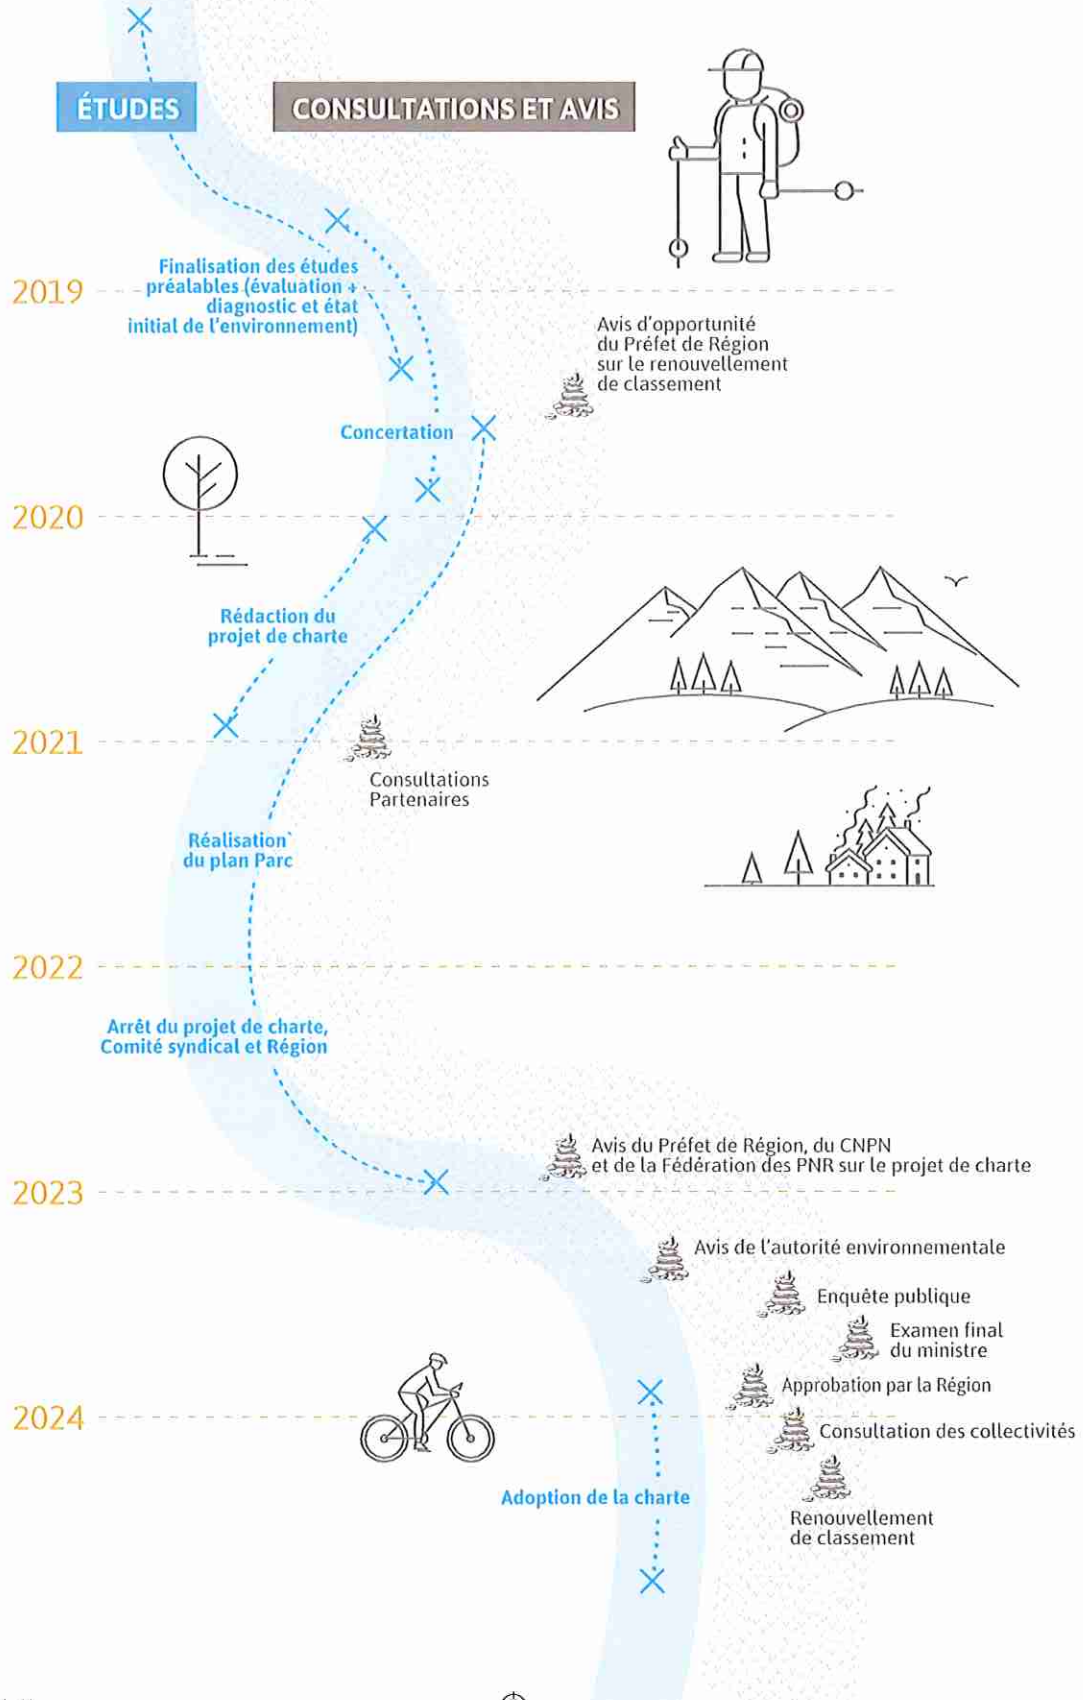 ÉTUDES
CONSULTATIONS ET AVIS
Finalisation des études
préalables (évaluation +
diagnostic et état
initial de l'environnement)
2019
Avis d'opportunité
du Préfet de Région
sur le renouvellement
de classement
Concertation
2020
Rédaction du
projet de charte
2021
Consultations
Partenaires
Réalisation
du plan Parc
2022
Arrêt du projet de charte,
Comité syndical et Région
Avis du Préfet de Région, du CNPN
et de la Fédération des PNR sur le projet de charte
2023
Avis de l'autorité environnementale
Enquête publique
Examen final
du ministre
Approbation par la Région
2024
Consultation des collectivités
Adoption de la charte
Renouvellement
de classement